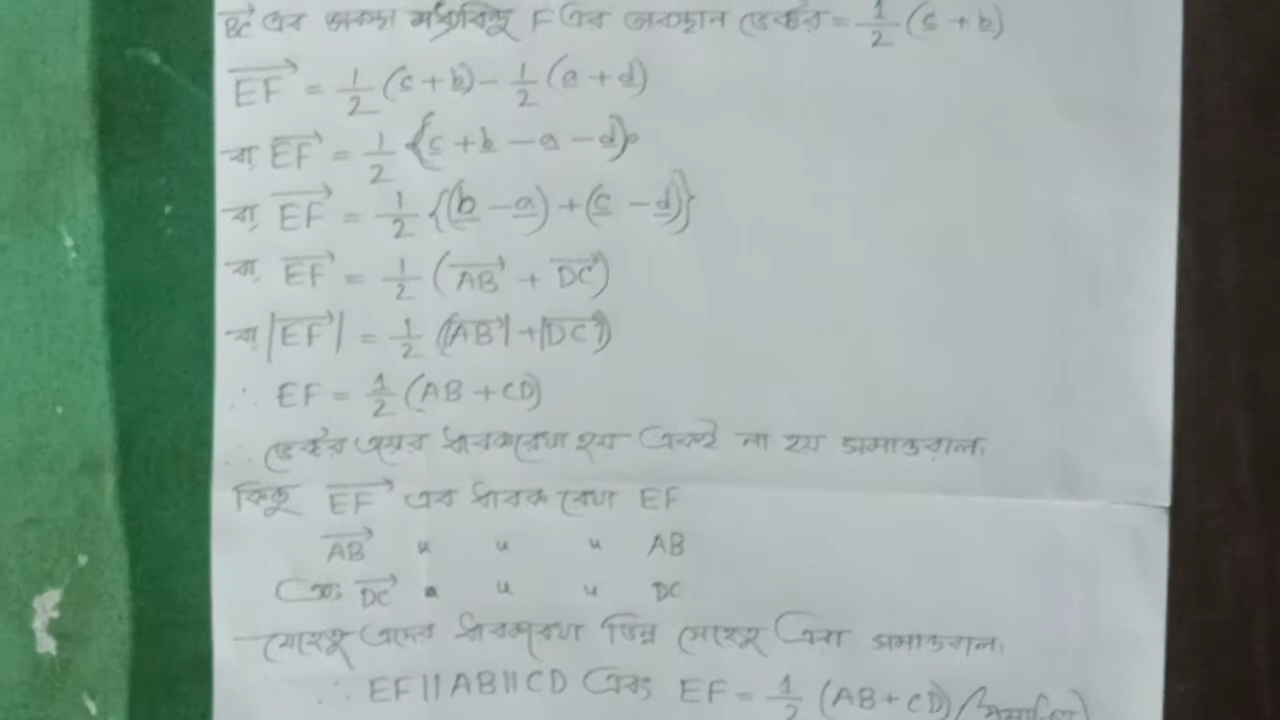 BC→ এর অথবা মধ্যবিন্দু F এর অবস্থান ভেক্টর = 1/2 (c + b)
EF→ = 1/2 (c + b) - 1/2 (a + d)
বা, EF→ = 1/2 {c + b - a - d}
বা, EF→ = 1/2 {(b - a) + (c - d)}
বা, EF→ = 1/2 (AB→ + DC→)
বা |EF→| = 1/2 (|AB→| + |DC→|)
∴ EF = 1/2 (AB + CD)
∴ ভেক্টর ধারকরেখা হয় একই না হয় সমান্তরাল।
কিন্তু EF→ এর ধারক রেখা EF
AB→ " " " AB
এবং DC→ " " " DC
যেহেতু এদের ধারকরেখা ভিন্ন সেহেতু এরা সমান্তরাল।
∴ EF||AB||CD এবং EF = 1/2 (AB + CD) (প্রমাণিত)